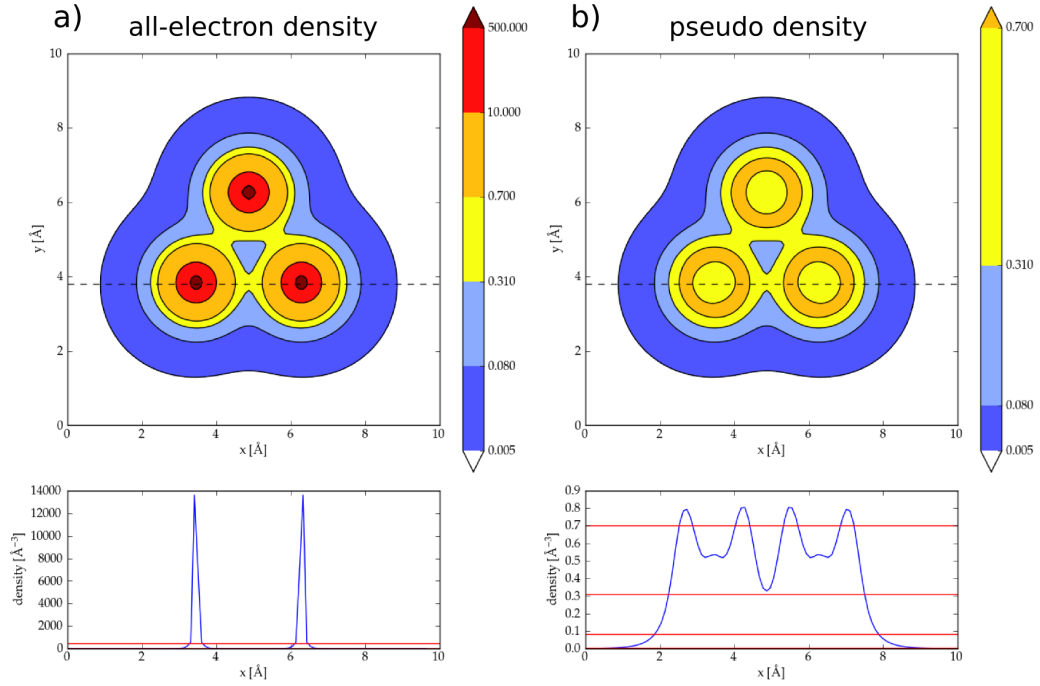 a) all-electron density
b) pseudo density
500.000
10.000
0.700
0.310
0.080
0.005
10
8
6
4
2
0
y [Å]
0 2 4 6 8 10
x [Å]
0.700
0.310
0.080
0.005
10
8
6
4
2
0
y [Å]
0 2 4 6 8 10
x [Å]
14000
12000
10000
8000
6000
4000
2000
0
density [Å⁻³]
0 2 4 6 8 10
x [Å]
0.9
0.8
0.7
0.6
0.5
0.4
0.3
0.2
0.1
0.0
density [Å⁻³]
0 2 4 6 8 10
x [Å]